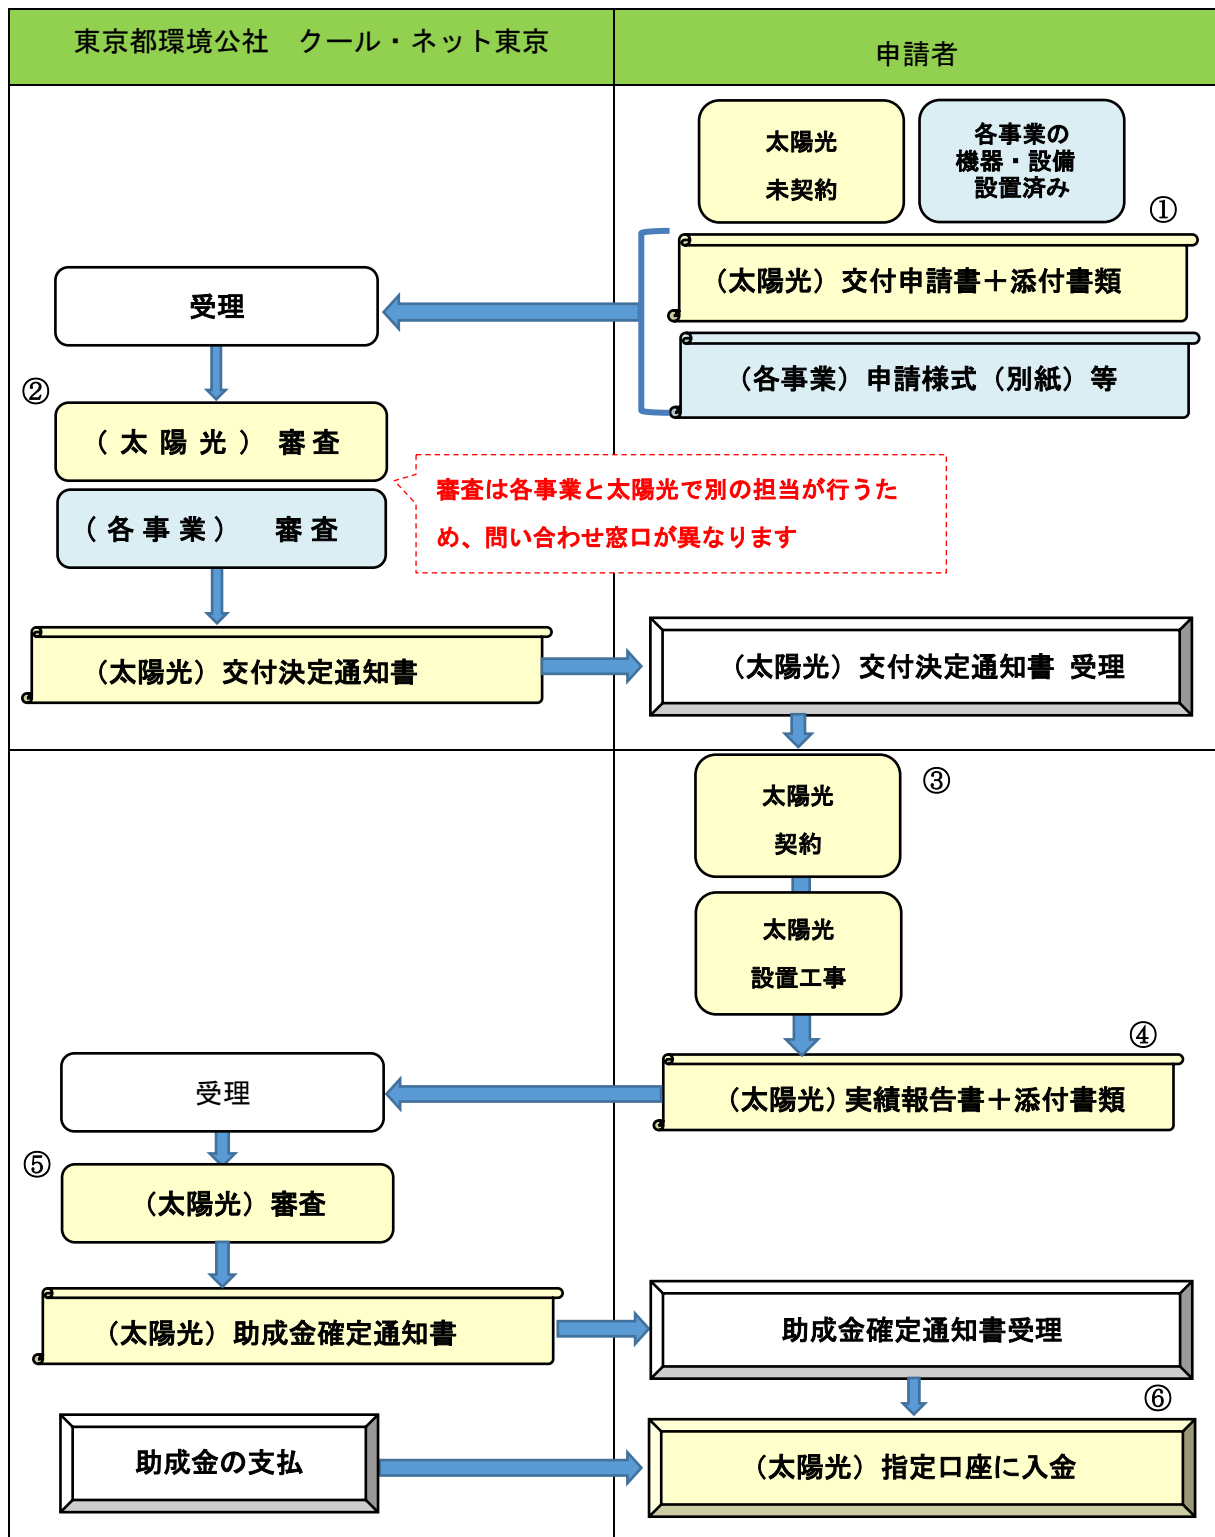 東京都環境公社　クール・ネット東京
申請者
太陽光
未契約
各事業の
機器・設備
設置済み
①
（太陽光）交付申請書＋添付書類
受理
（各事業）申請様式（別紙）等
②
（太陽光）審査
審査は各事業と太陽光で別の担当が行うた
め、問い合わせ窓口が異なります
（各事業）　審査
（太陽光）交付決定通知書
（太陽光）交付決定通知書 受理
太陽光
契約
③
太陽光
設置工事
④
（太陽光）実績報告書＋添付書類
受理
⑤
（太陽光）審査
（太陽光）助成金確定通知書
助成金確定通知書受理
⑥
助成金の支払
（太陽光）指定口座に入金